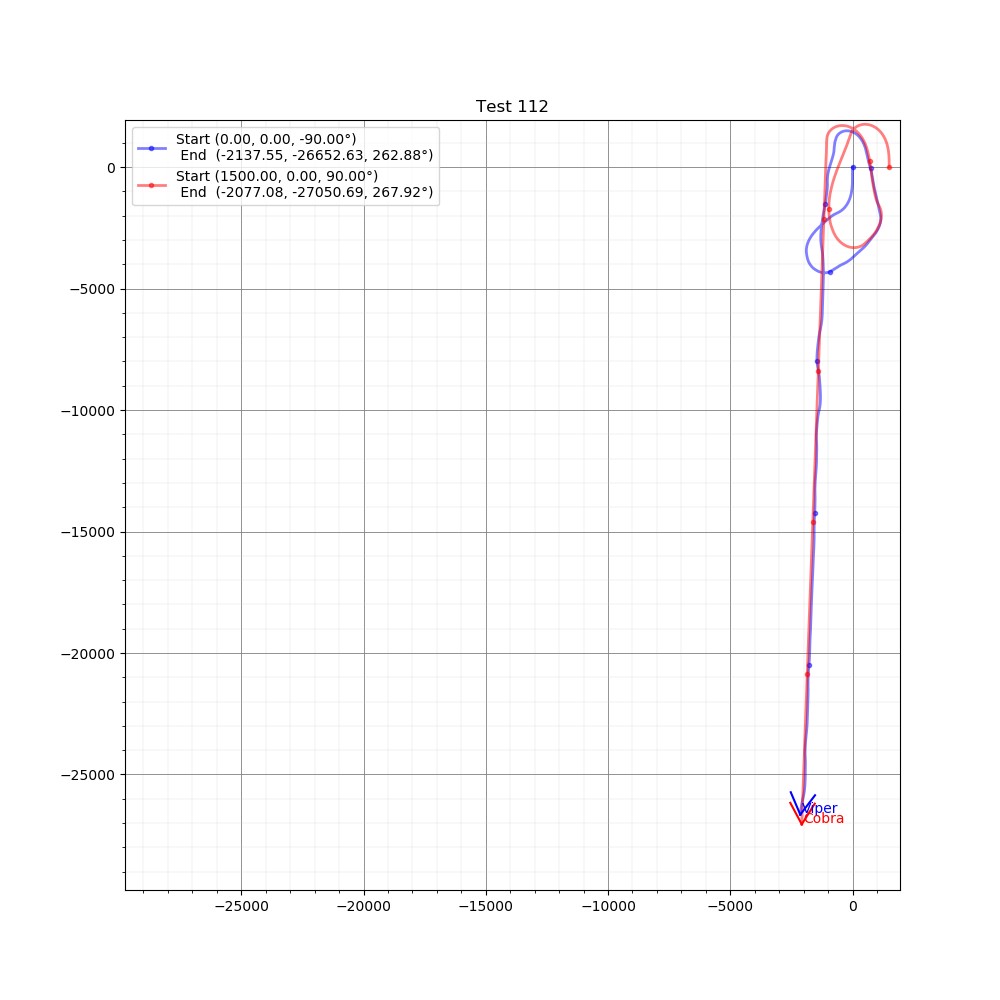 Test 112
Start (0.00, 0.00, -90.00°)
End  (-2137.55, -26652.63, 262.88°)
Start (1500.00, 0.00, 90.00°)
End  (-2077.08, -27050.69, 267.92°)
0
−5000
−10000
−15000
−20000
−25000
Viper
Cobra
−25000
−20000
−15000
−10000
−5000
0